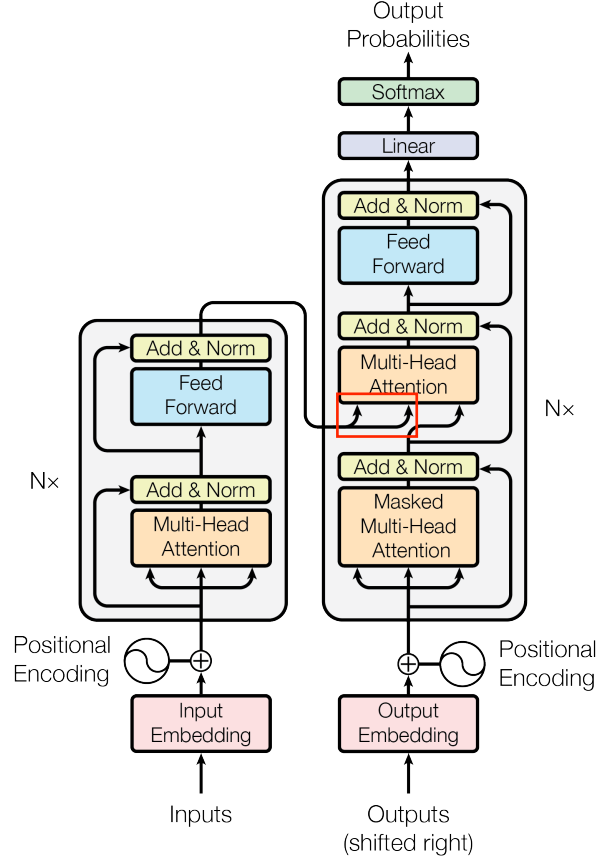 Output
Probabilities
Softmax
Linear
Add & Norm
Feed
Forward
Add & Norm
Multi-Head
Attention
Add & Norm
Masked
Multi-Head
Attention
Nx
Positional
Encoding
Output
Embedding
Outputs
(shifted right)
Add & Norm
Feed
Forward
Add & Norm
Multi-Head
Attention
N×
Positional
Encoding
Input
Embedding
Inputs